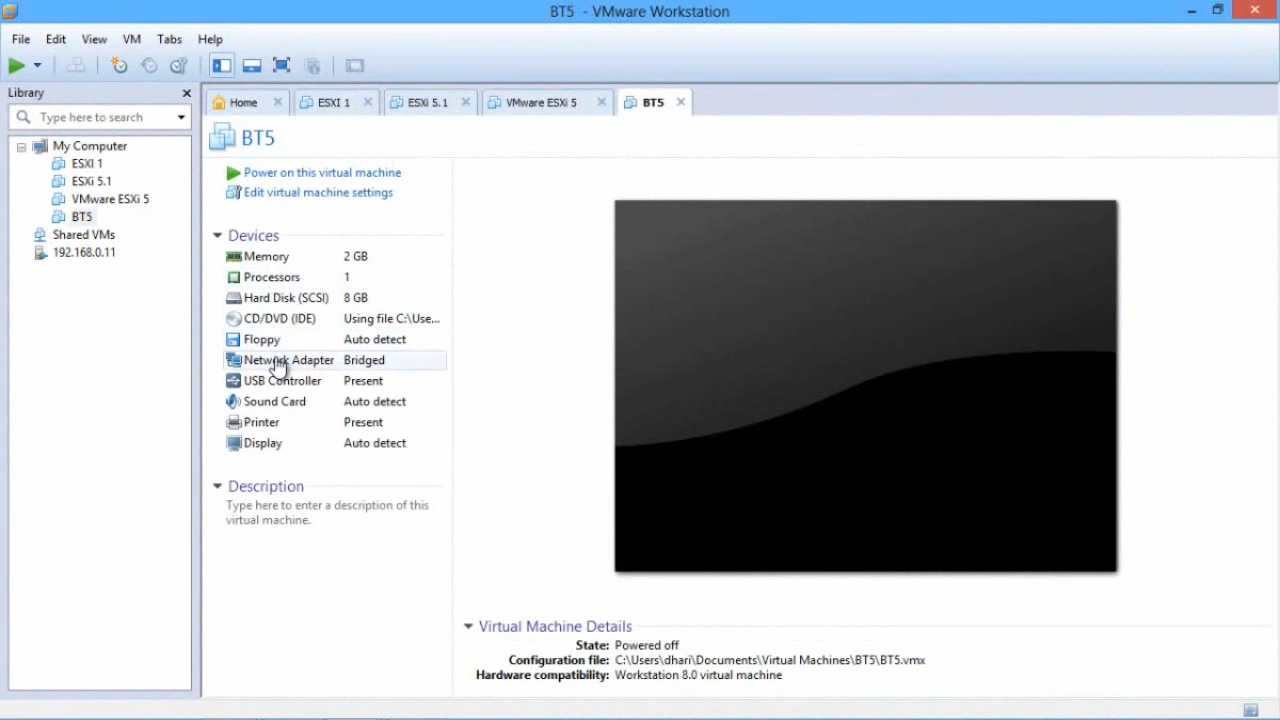 BT5 - VMware Workstation
File Edit View VM Tabs Help
Library
Type here to search
My Computer
ESXI 1
ESXi 5.1
VMware ESXi 5
BT5
Shared VMs
192.168.0.11
Home ESXI 1 ESXi 5.1 VMware ESXi 5 BT5
BT5
Power on this virtual machine
Edit virtual machine settings
Devices
Memory 2 GB
Processors 1
Hard Disk (SCSI) 8 GB
CD/DVD (IDE) Using file C:\Use...
Floppy Auto detect
Network Adapter Bridged
USB Controller Present
Sound Card Auto detect
Printer Present
Display Auto detect
Description
Type here to enter a description of this
virtual machine.
Virtual Machine Details
State: Powered off
Configuration file: C:\Users\dhari\Documents\Virtual Machines\BT5\BT5.vmx
Hardware compatibility: Workstation 8.0 virtual machine